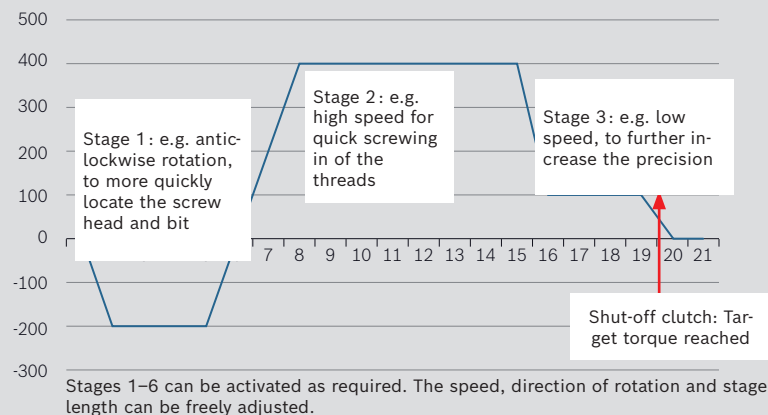 500
400
300
200
100
0
-100
-200
-300
Stage 1: e.g. antic-
lockwise rotation,
to more quickly
locate the screw
head and bit
Stage 2: e.g.
high speed for
quick screwing
in of the
threads
Stage 3: e.g. low
speed, to further in-
crease the precision
7 8 9 10 11 12 13 14 15 16 17 18 19 20 21
Shut-off clutch: Tar-
get torque reached
Stages 1–6 can be activated as required. The speed, direction of rotation and stage
length can be freely adjusted.